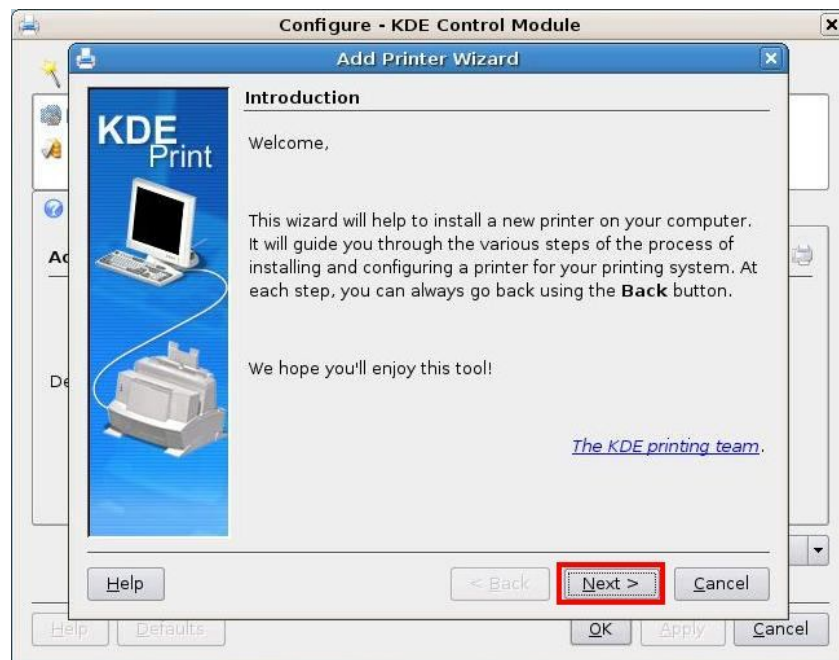 Configure - KDE Control Module
Add Printer Wizard
KDE
Print
Introduction
Welcome,
This wizard will help to install a new printer on your computer.
It will guide you through the various steps of the process of
installing and configuring a printer for your printing system. At
each step, you can always go back using the Back button.
We hope you'll enjoy this tool!
The KDE printing team.
Help
< Back
Next >
Cancel
Help
Defaults
OK
Apply
Cancel